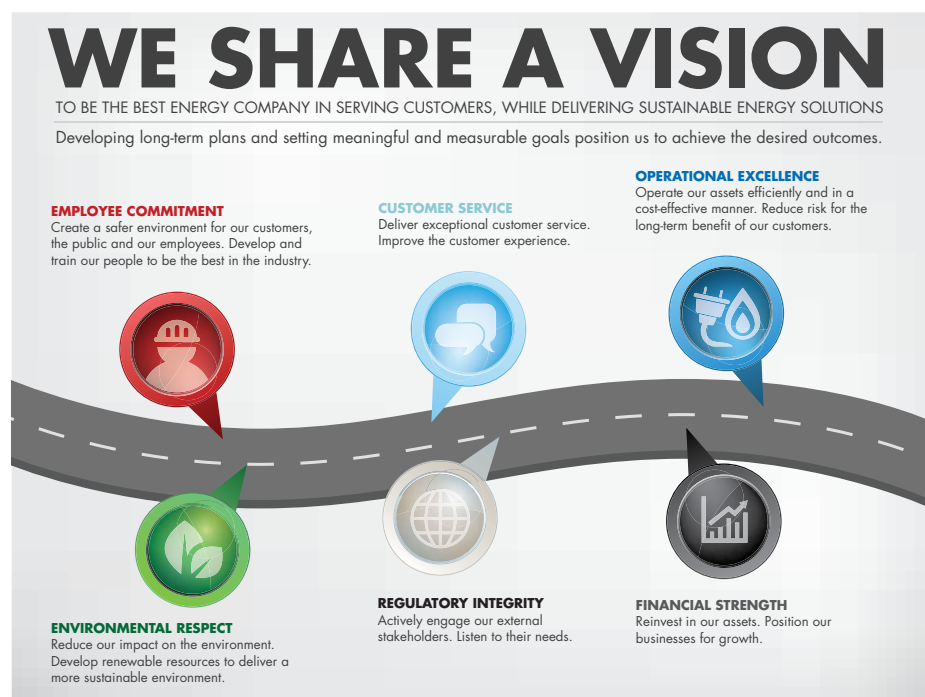 WE SHARE A VISION
TO BE THE BEST ENERGY COMPANY IN SERVING CUSTOMERS, WHILE DELIVERING SUSTAINABLE ENERGY SOLUTIONS
Developing long-term plans and setting meaningful and measurable goals position us to achieve the desired outcomes.
EMPLOYEE COMMITMENT
Create a safer environment for our customers,
the public and our employees. Develop and
train our people to be the best in the industry.
CUSTOMER SERVICE
Deliver exceptional customer service.
Improve the customer experience.
OPERATIONAL EXCELLENCE
Operate our assets efficiently and in a
cost-effective manner. Reduce risk for the
long-term benefit of our customers.
ENVIRONMENTAL RESPECT
Reduce our impact on the environment.
Develop renewable resources to deliver a
more sustainable environment.
REGULATORY INTEGRITY
Actively engage our external
stakeholders. Listen to their needs.
FINANCIAL STRENGTH
Reinvest in our assets. Position our
businesses for growth.